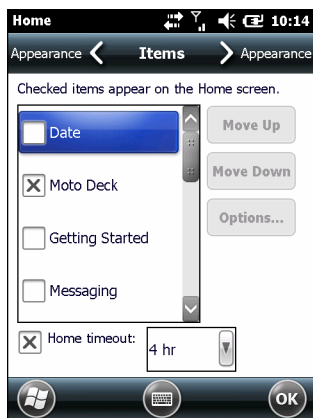 Home 10:14
Appearance Items Appearance
Checked items appear on the Home screen.
Date
Move Up
Moto Deck
Move Down
Getting Started
Options...
Messaging
Home timeout: 4 hr
OK